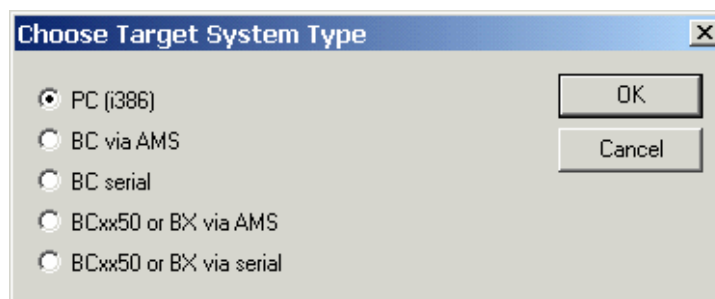 Choose Target System Type
PC (i386)
BC via AMS
BC serial
BCxx50 or BX via AMS
BCxx50 or BX via serial
OK
Cancel